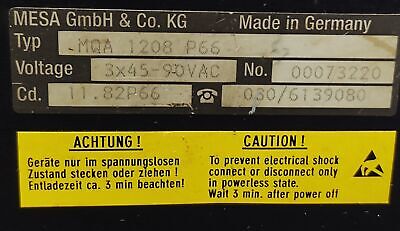 MESA GmbH & Co. KG Made in Germany
Typ MQA 1208 P66
Voltage 3x45-90VAC No. 00073220
Cd. 11.82P66 ☎ 030/6139080
ACHTUNG !
Geräte nur im spannungslosen
Zustand stecken oder ziehen !
Entladezeit ca. 3 min beachten!
CAUTION !
To prevent electrical shock
connect or disconnect only
in powerless state.
Wait 3 min. after power off